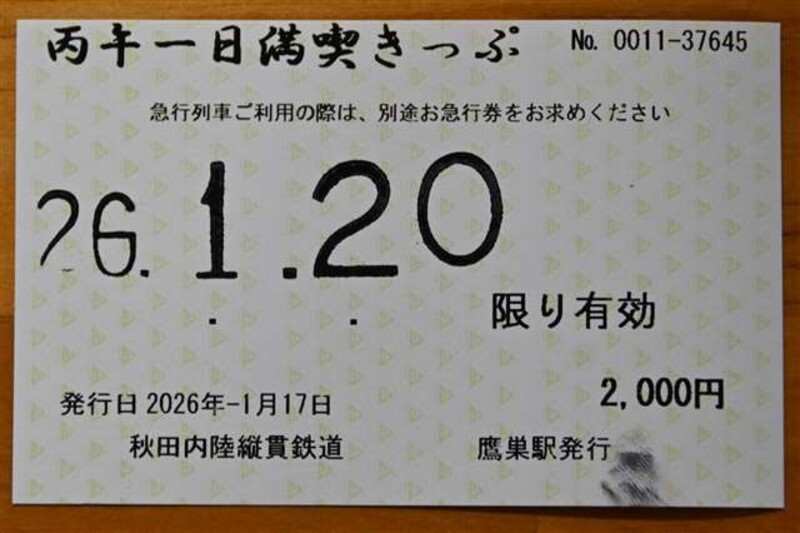 丙午一日満喫きっぷ No. 0011-37645
急行列車ご利用の際は、別途お急行券をお求めください
26.1.20
. .
限り有効
2,000円
発行日 2026年-1月17日
秋田内陸縦貫鉄道 鷹巣駅発行